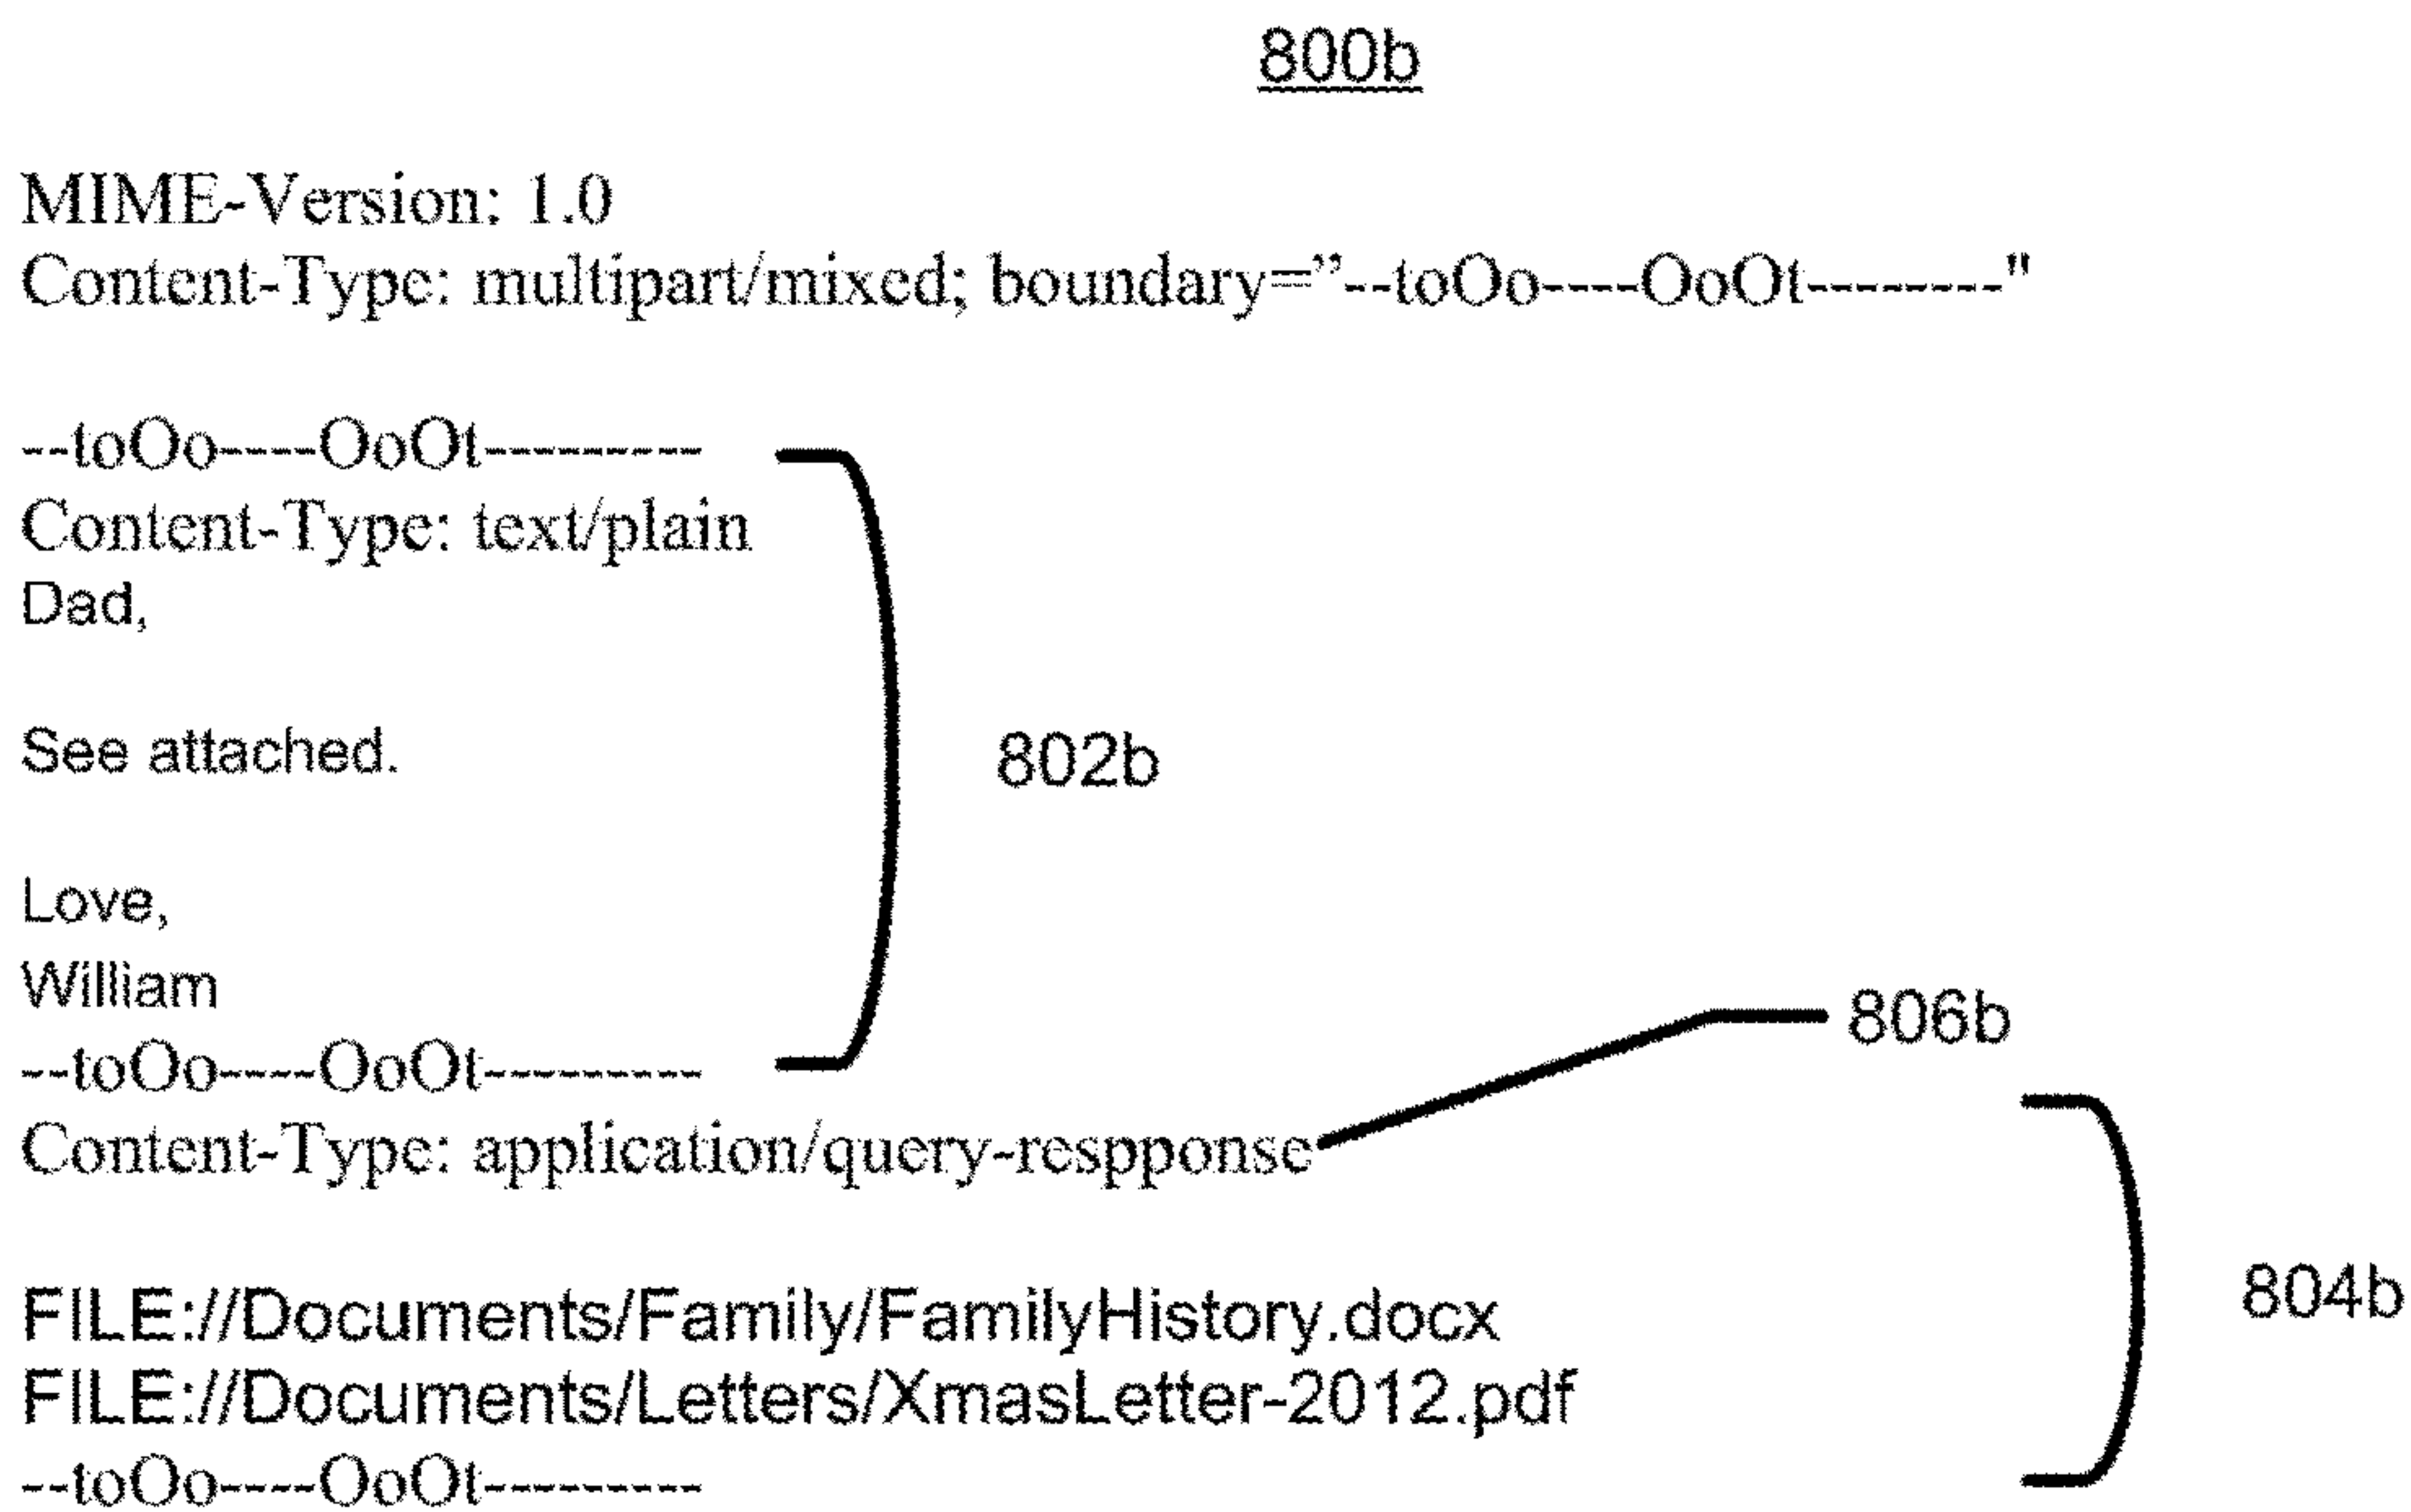 800b
MIME-Version: 1.0
Content-Type: multipart/mixed; boundary=”--toOo----OoOt--------"
--toOo----OoOt---------
Content-Type: text/plain
Dad,
See attached.
802b
Love,
William
806b
--toOo----OoOt---------
Content-Type: application/query-respponse
804b
FILE://Documents/Family/FamilyHistory.docx
FILE://Documents/Letters/XmasLetter-2012.pdf
--toOo----OoOt---------